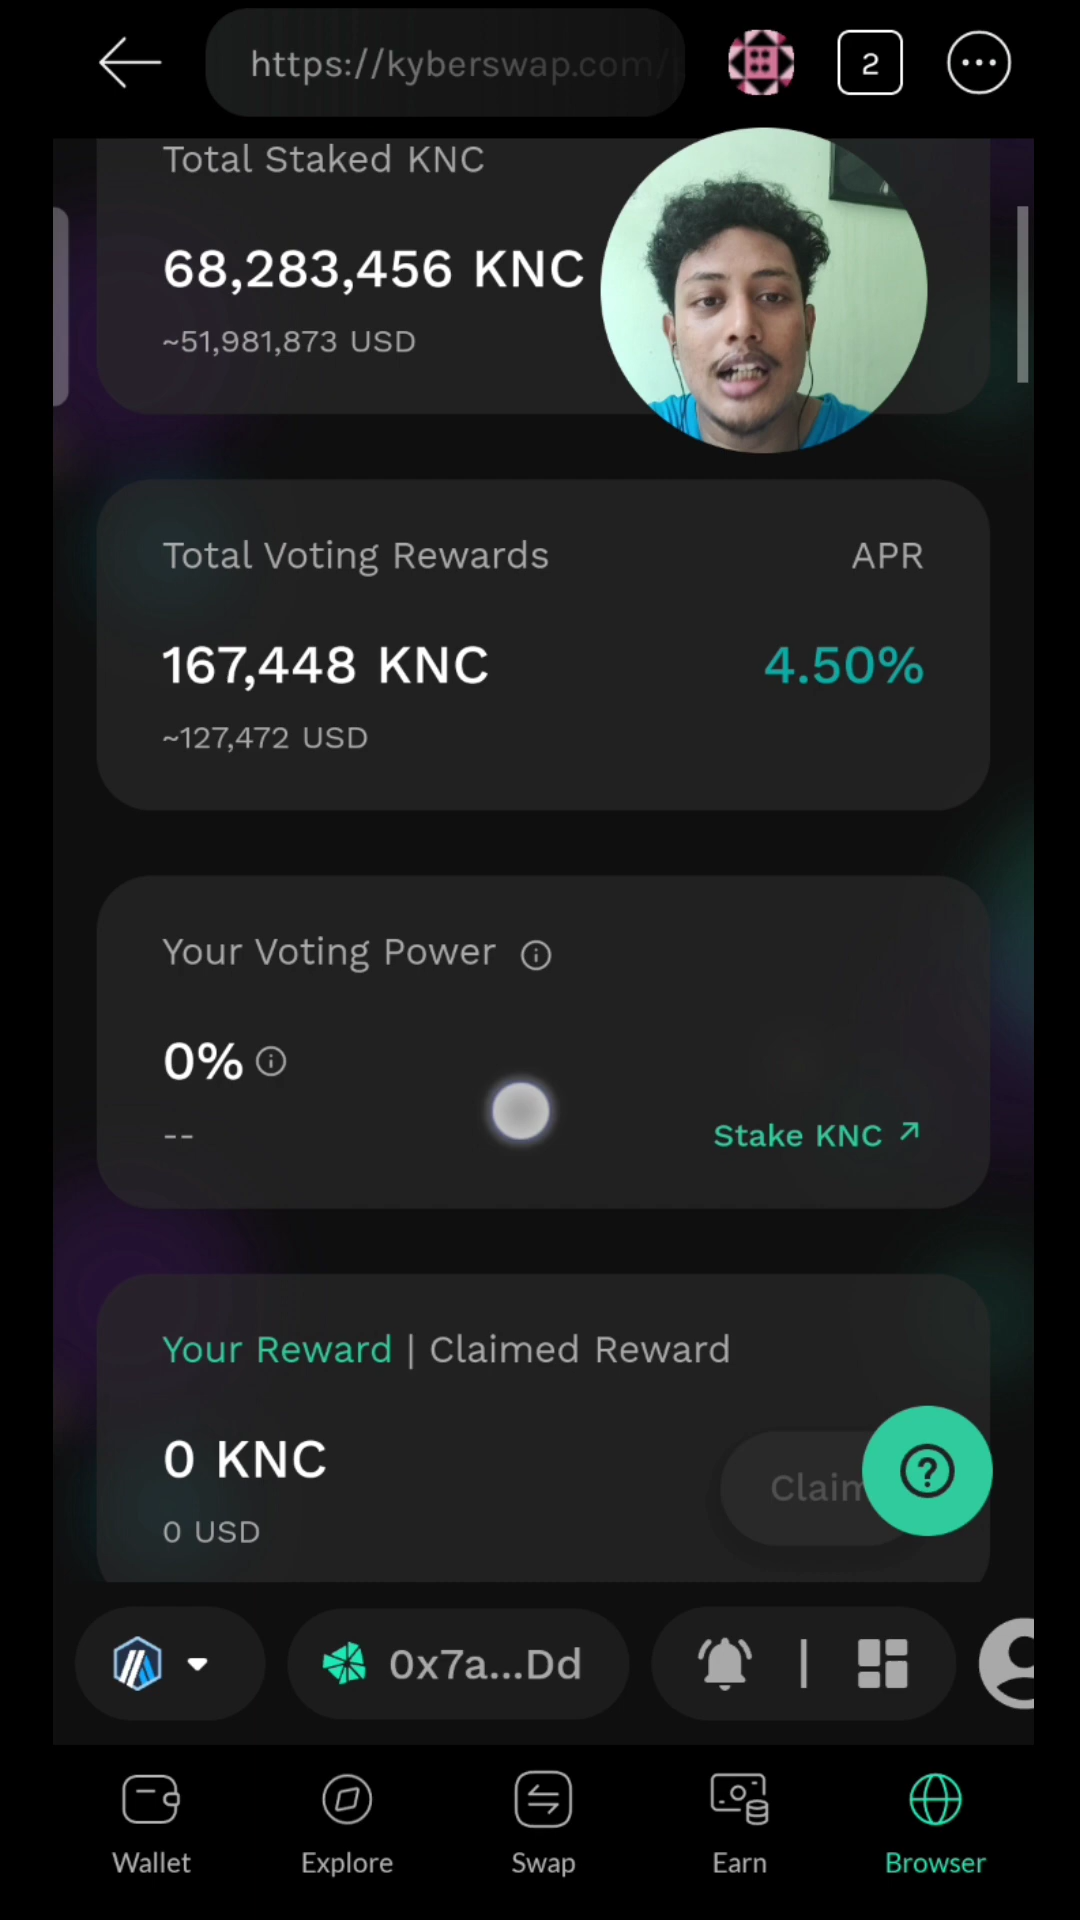 https://kyberswap.com/
2
Total Staked KNC
68,283,456 KNC
~51,981,873 USD
Total Voting Rewards
APR
167,448 KNC
4.50%
~127,472 USD
Your Voting Power
0%
--
Stake KNC
Your Reward | Claimed Reward
0 KNC
0 USD
Claim
?
0x7a...Dd
Wallet
Explore
Swap
Earn
Browser